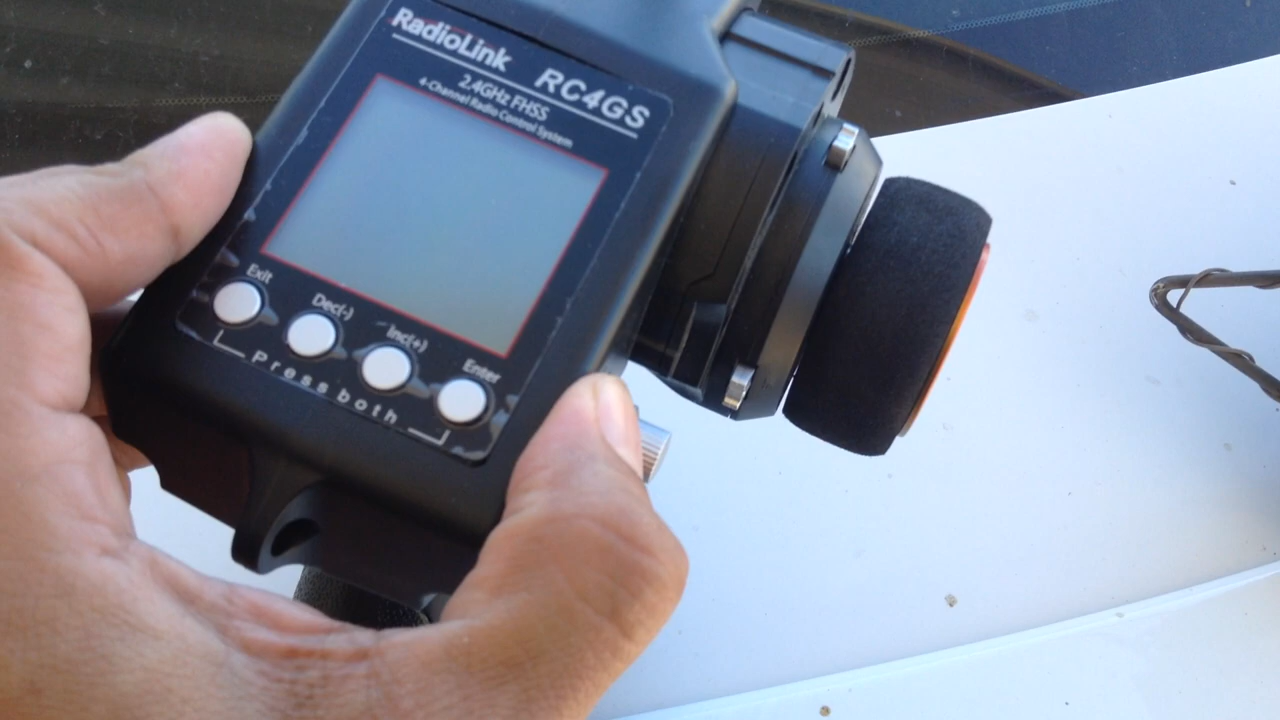 RadioLink RC4GS
2.4GHz FHSS
4-Channel Radio Control System
Exit Dec(-) Inc(+) Enter
Press both